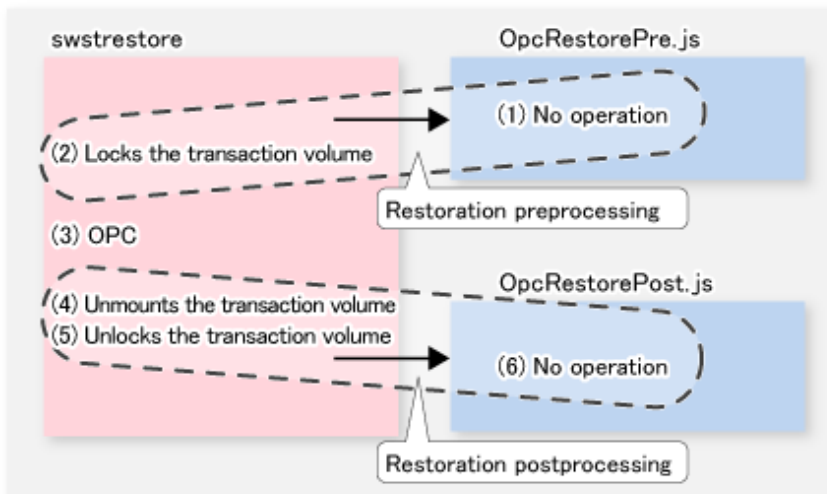 swstrestore
OpcRestorePre.js
(1) No operation
(2) Locks the transaction volume
Restoration preprocessing
(3) OPC
OpcRestorePost.js
(4) Unmounts the transaction volume
(5) Unlocks the transaction volume
(6) No operation
Restoration postprocessing